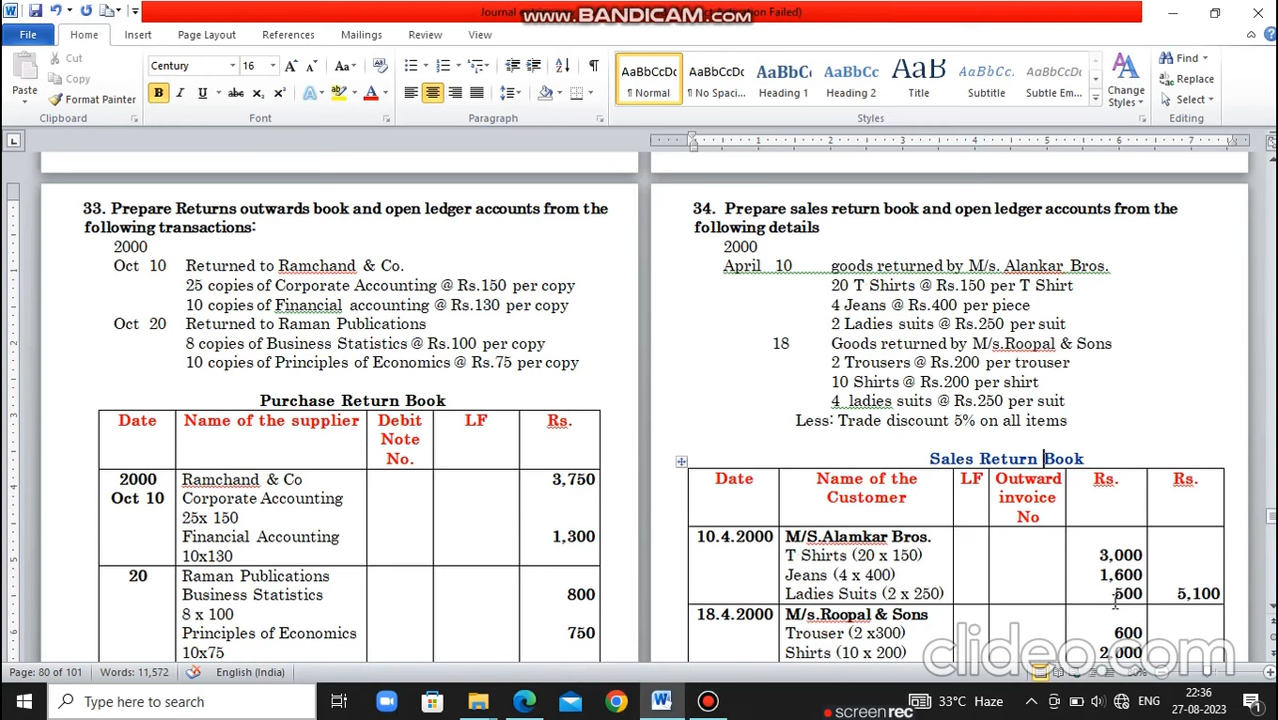 Journal entries
t Activation Failed)
www.BANDICAM.com
File
Home
Insert
Page Layout
References
Mailings
Review
View
Paste
Cut
Copy
Format Painter
Clipboard
Century
16
Font
Paragraph
AaBbCcDc
¶ Normal
AaBbCcDc
¶ No Spaci...
AaBbCc
Heading 1
AaBbCc
Heading 2
AaB
Title
AaBbCc.
Subtitle
AaBbCcDc
Subtle Em...
Styles
Change
Styles
Find
Replace
Select
Editing
33. Prepare Returns outwards book and open ledger accounts from the
following transactions:
2000
Oct 10 Returned to Ramchand & Co.
25 copies of Corporate Accounting @ Rs.150 per copy
10 copies of Financial accounting @ Rs.130 per copy
Oct 20 Returned to Raman Publications
8 copies of Business Statistics @ Rs.100 per copy
10 copies of Principles of Economics @ Rs.75 per copy
Purchase Return Book
Date Name of the supplier Debit Note No. LF Rs.
2000 Ramchand & Co 3,750
Oct 10 Corporate Accounting
25x 150
Financial Accounting 1,300
10x130
20 Raman Publications
Business Statistics 800
8 x 100
Principles of Economics 750
10x75
34. Prepare sales return book and open ledger accounts from the
following details
2000
April 10 goods returned by M/s. Alankar Bros.
20 T Shirts @ Rs.150 per T Shirt
4 Jeans @ Rs.400 per piece
2 Ladies suits @ Rs.250 per suit
18 Goods returned by M/s.Roopal & Sons
2 Trousers @ Rs.200 per trouser
10 Shirts @ Rs.200 per shirt
4 ladies suits @ Rs.250 per suit
Less: Trade discount 5% on all items
Sales Return Book
Date Name of the Customer LF Outward invoice No Rs. Rs.
10.4.2000 M/S.Alamkar Bros.
T Shirts (20 x 150) 3,000
Jeans (4 x 400) 1,600
Ladies Suits (2 x 250) 500 5,100
18.4.2000 M/s.Roopal & Sons
Trouser (2 x300) 600
Shirts (10 x 200) 2,000
clideo.com
Page: 80 of 101
Words: 11,572
English (India)
Type here to search
screen rec
33°C Haze
ENG
22:36
27-08-2023